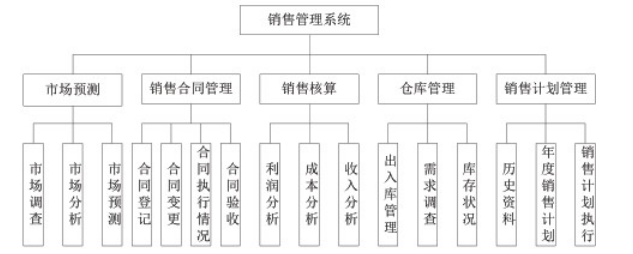 销售管理系统
市场预测
销售合同管理
销售核算
仓库管理
销售计划管理
市场调查
市场分析
市场预测
合同登记
合同变更
合同执行情况
合同验收
利润分析
成本分析
收入分析
出入库管理
需求调查
库存状况
历史资料
年度销售计划
销售计划执行